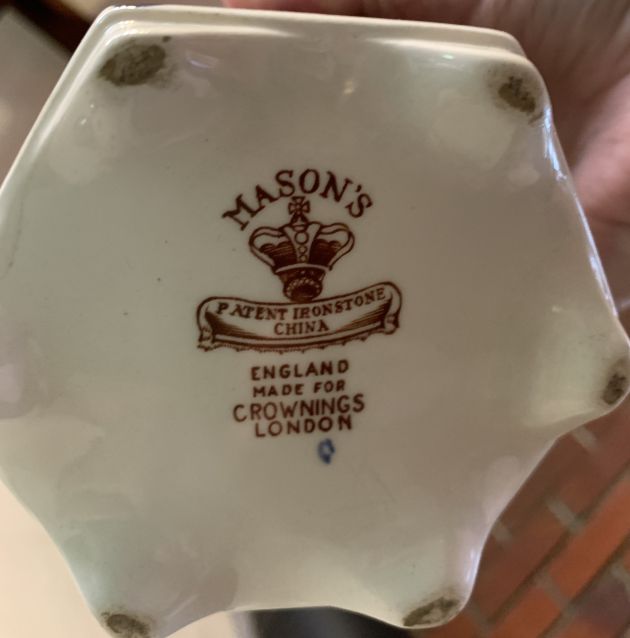 MASON'S
PATENT IRONSTONE
CHINA
ENGLAND
MADE FOR
CROWNINGS
LONDON